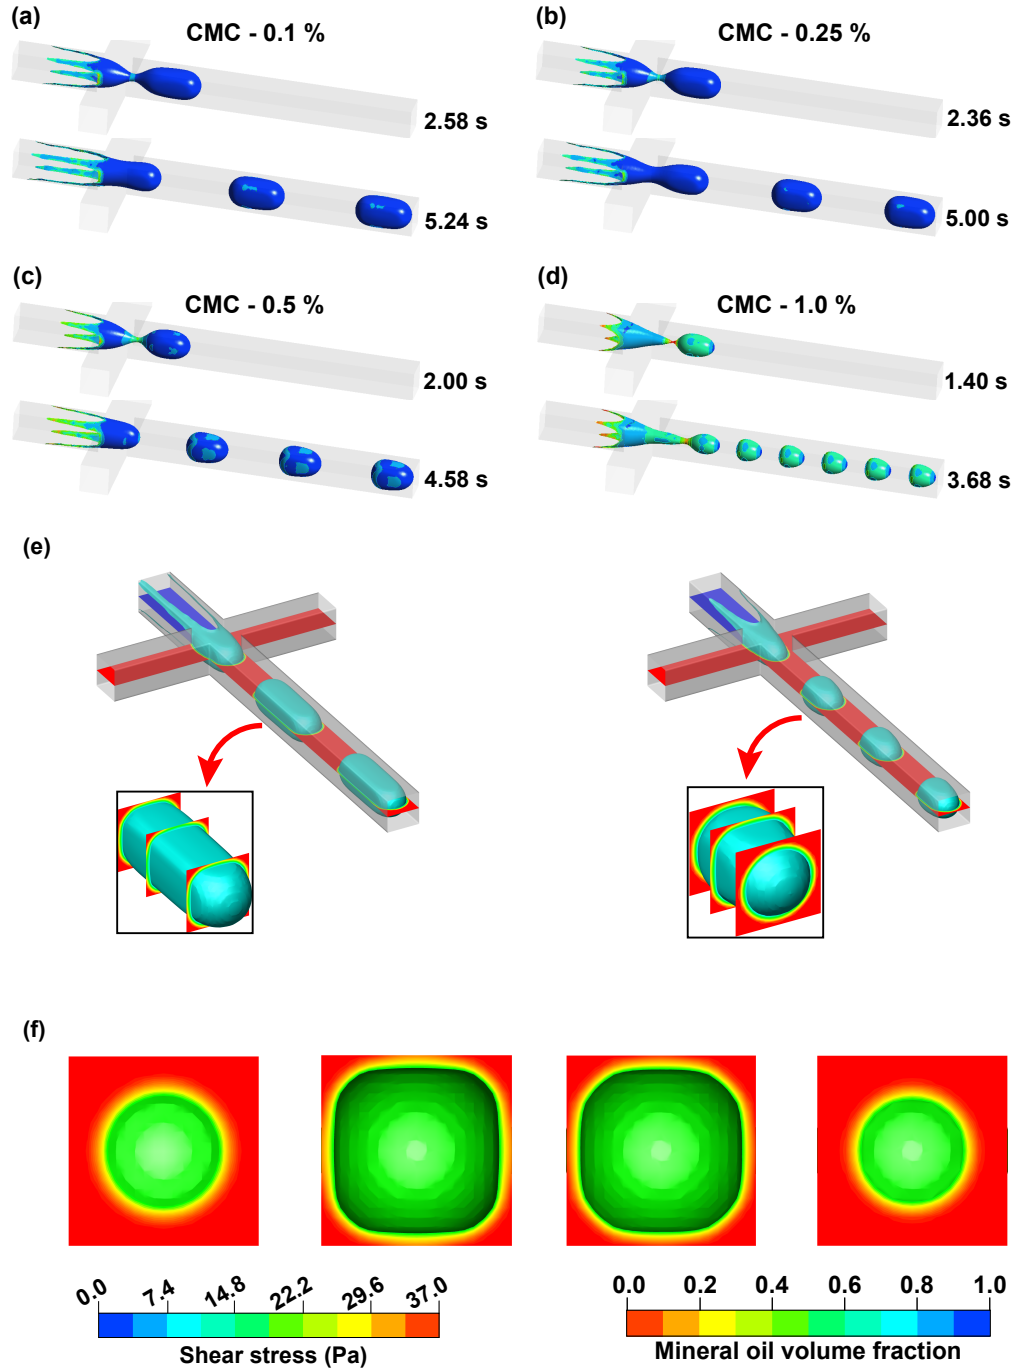 (a)
CMC - 0.1 %
2.58 s
5.24 s
(b)
CMC - 0.25 %
2.36 s
5.00 s
(c)
CMC - 0.5 %
2.00 s
4.58 s
(d)
CMC - 1.0 %
1.40 s
3.68 s
(e)
(f)
0.0 7.4 14.8 22.2 29.6 37.0
Shear stress (Pa)
0.0 0.2 0.4 0.6 0.8 1.0
Mineral oil volume fraction